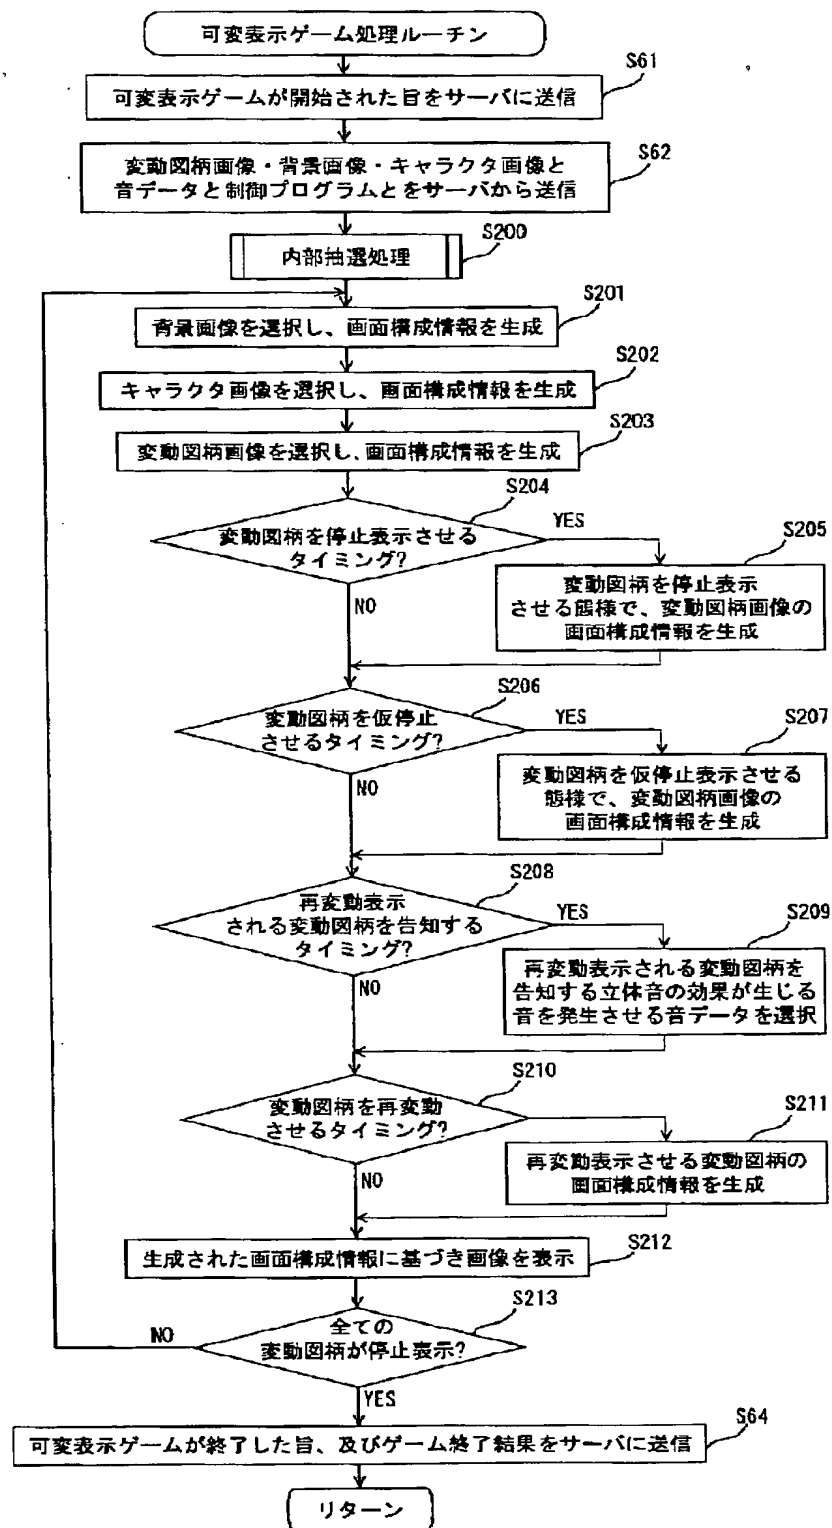 可変表示ゲーム処理ルーチン
S61
可変表示ゲームが開始された旨をサーバに送信
S62
変動図柄画像・背景画像・キャラクタ画像と
音データと制御プログラムとをサーバから送信
S200
内部抽選処理
S201
背景画像を選択し、画面構成情報を生成
S202
キャラクタ画像を選択し、画面構成情報を生成
S203
変動図柄画像を選択し、画面構成情報を生成
S204
変動図柄を停止表示させる
タイミング?
YES
NO
S205
変動図柄を停止表示
させる態様で、変動図柄画像の
画面構成情報を生成
S206
変動図柄を仮停止
させるタイミング?
YES
NO
S207
変動図柄を仮停止表示させる
態様で、変動図柄画像の
画面構成情報を生成
S208
再変動表示
される変動図柄を告知する
タイミング?
YES
NO
S209
再変動表示される変動図柄を
告知する立体音の効果が生じる
音を発生させる音データを選択
S210
変動図柄を再変動
させるタイミング?
NO
S211
再変動表示させる変動図柄の
画面構成情報を生成
S212
生成された画面構成情報に基づき画像を表示
S213
全ての
変動図柄が停止表示?
NO
YES
S64
可変表示ゲームが終了した旨、及びゲーム終了結果をサーバに送信
リターン